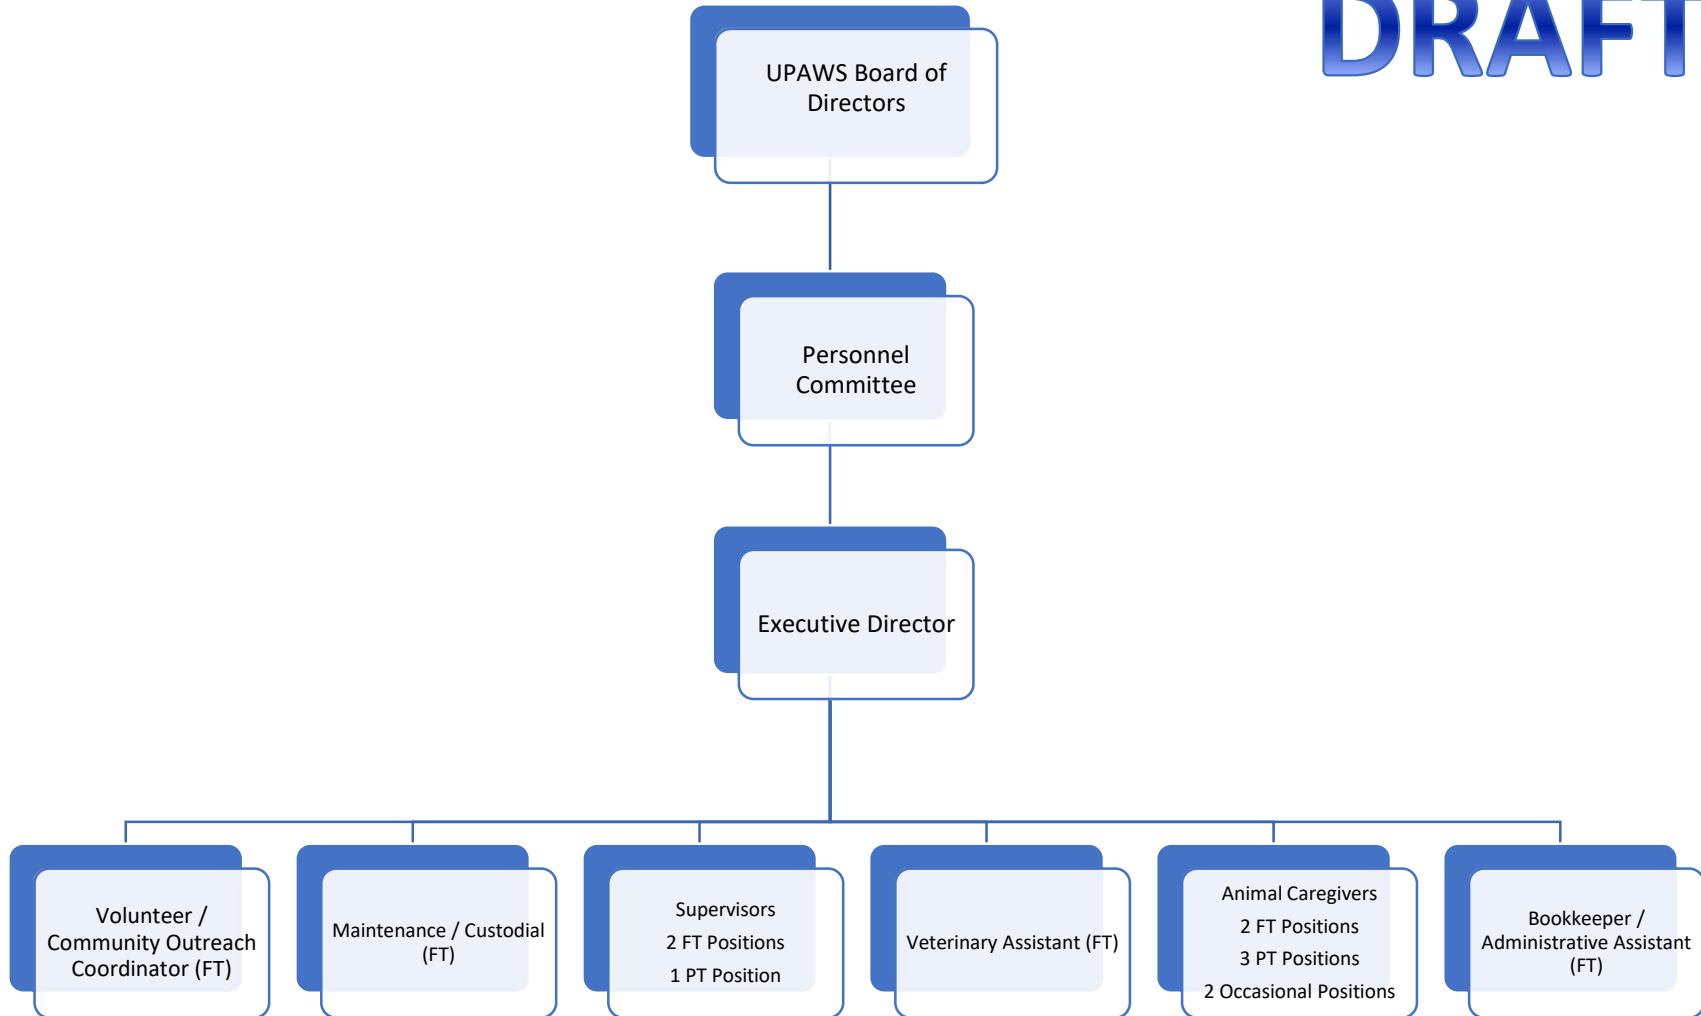 DRAFT
UPAWS Board of
Directors
Personnel
Committee
Executive Director
Volunteer /
Community Outreach
Coordinator (FT)
Maintenance / Custodial
(FT)
Supervisors
2 FT Positions
1 PT Position
Veterinary Assistant (FT)
Animal Caregivers
2 FT Positions
3 PT Positions
2 Occasional Positions
Bookkeeper /
Administrative Assistant
(FT)